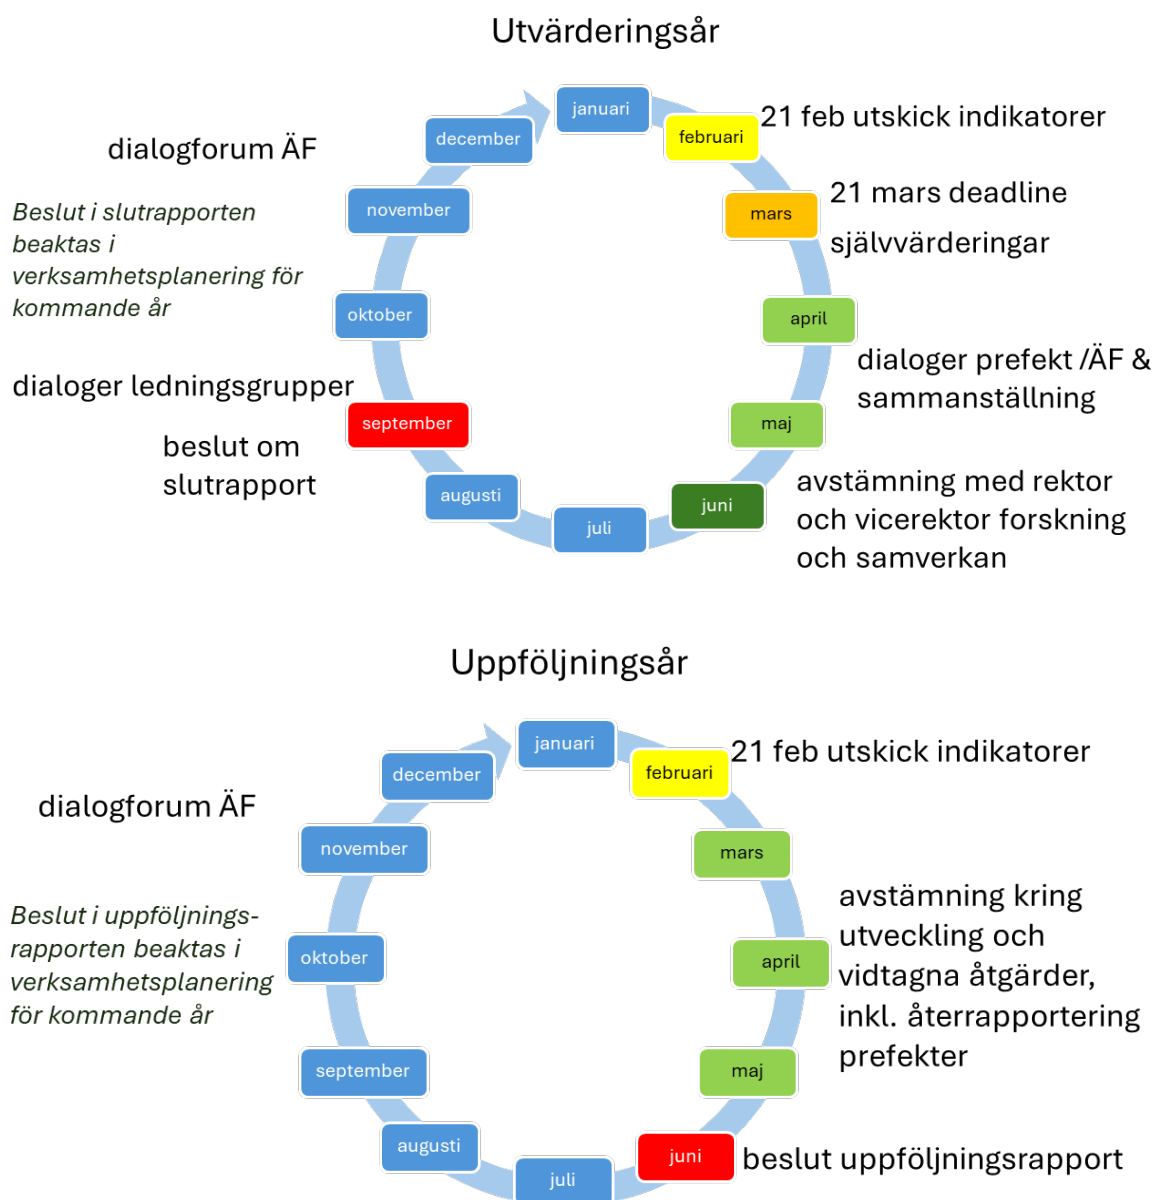 Utvärderingsår
januari
februari
21 feb utskick indikatorer
mars
21 mars deadline
självvärderingar
april
dialoger prefekt /ÄF &
sammanställning
maj
juni
avstämning med rektor
och vicerektor forskning
och samverkan
juli
augusti
september
beslut om
slutrapport
dialoger ledningsgrupper
oktober
Beslut i slutrapporten
beaktas i
verksamhetsplanering för
kommande år
november
dialogforum ÄF
december
Uppföljningsår
januari
februari
21 feb utskick indikatorer
mars
april
avstämning kring
utveckling och
vidtagna åtgärder,
inkl. återrapportering
prefekter
maj
juni
beslut uppföljningsrapport
juli
augusti
september
oktober
Beslut i uppföljnings-
rapporten beaktas i
verksamhetsplanering
för kommande år
november
dialogforum ÄF
december